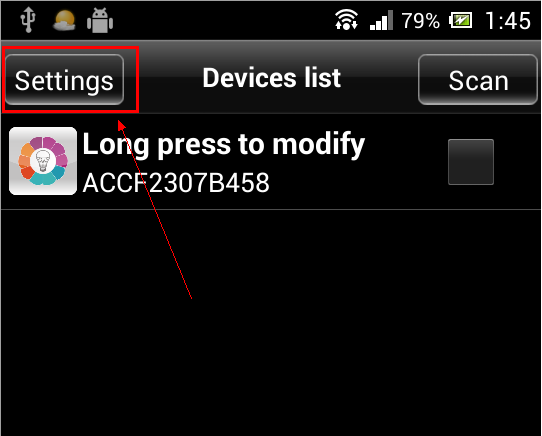 79% 1:45
Settings Devices list Scan
Long press to modify
ACCF2307B458